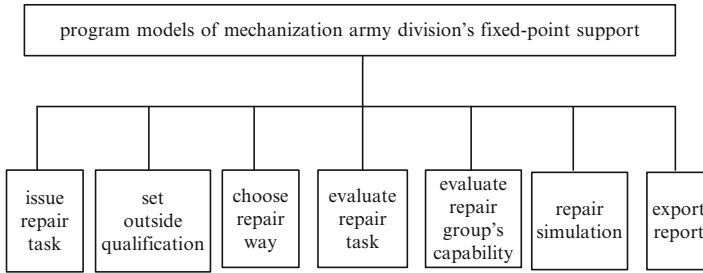 program models of mechanization army division's fixed-point support
issue
repair
task
set
outside
qualification
choose
repair
way
evaluate
repair
task
evaluate
repair
group's
capability
repair
simulation
export
report